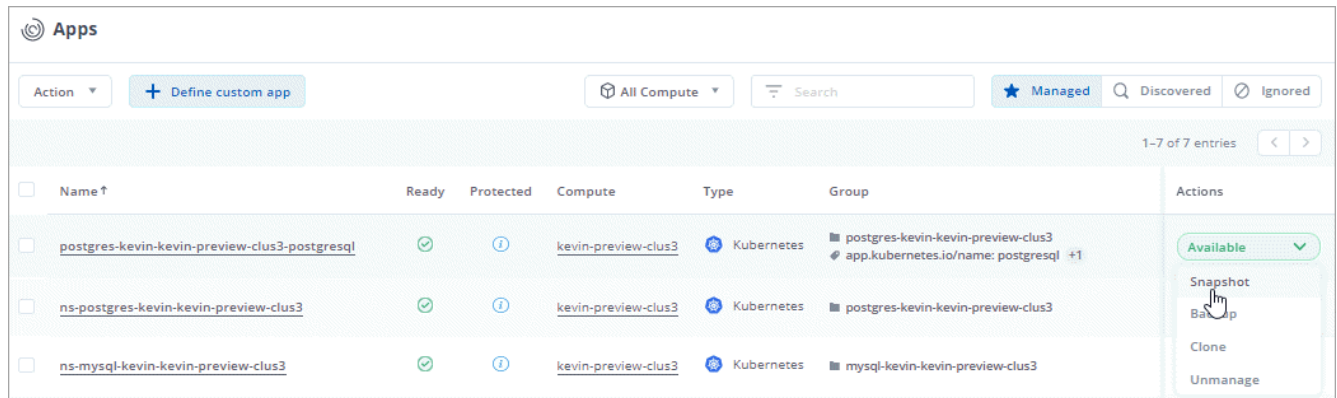 Apps
Action
+ Define custom app
All Compute
Search
Managed
Discovered
Ignored
1–7 of 7 entries
Name↑ Ready Protected Compute Type Group Actions
postgres-kevin-kevin-preview-clus3-postgresql kevin-preview-clus3 Kubernetes postgres-kevin-kevin-preview-clus3
app.kubernetes.io/name: postgresql +1
Available
Snapshot
ns-postgres-kevin-kevin-preview-clus3 kevin-preview-clus3 Kubernetes postgres-kevin-kevin-preview-clus3
Backup
Clone
ns-mysql-kevin-kevin-preview-clus3 kevin-preview-clus3 Kubernetes mysql-kevin-kevin-preview-clus3
Unmanage